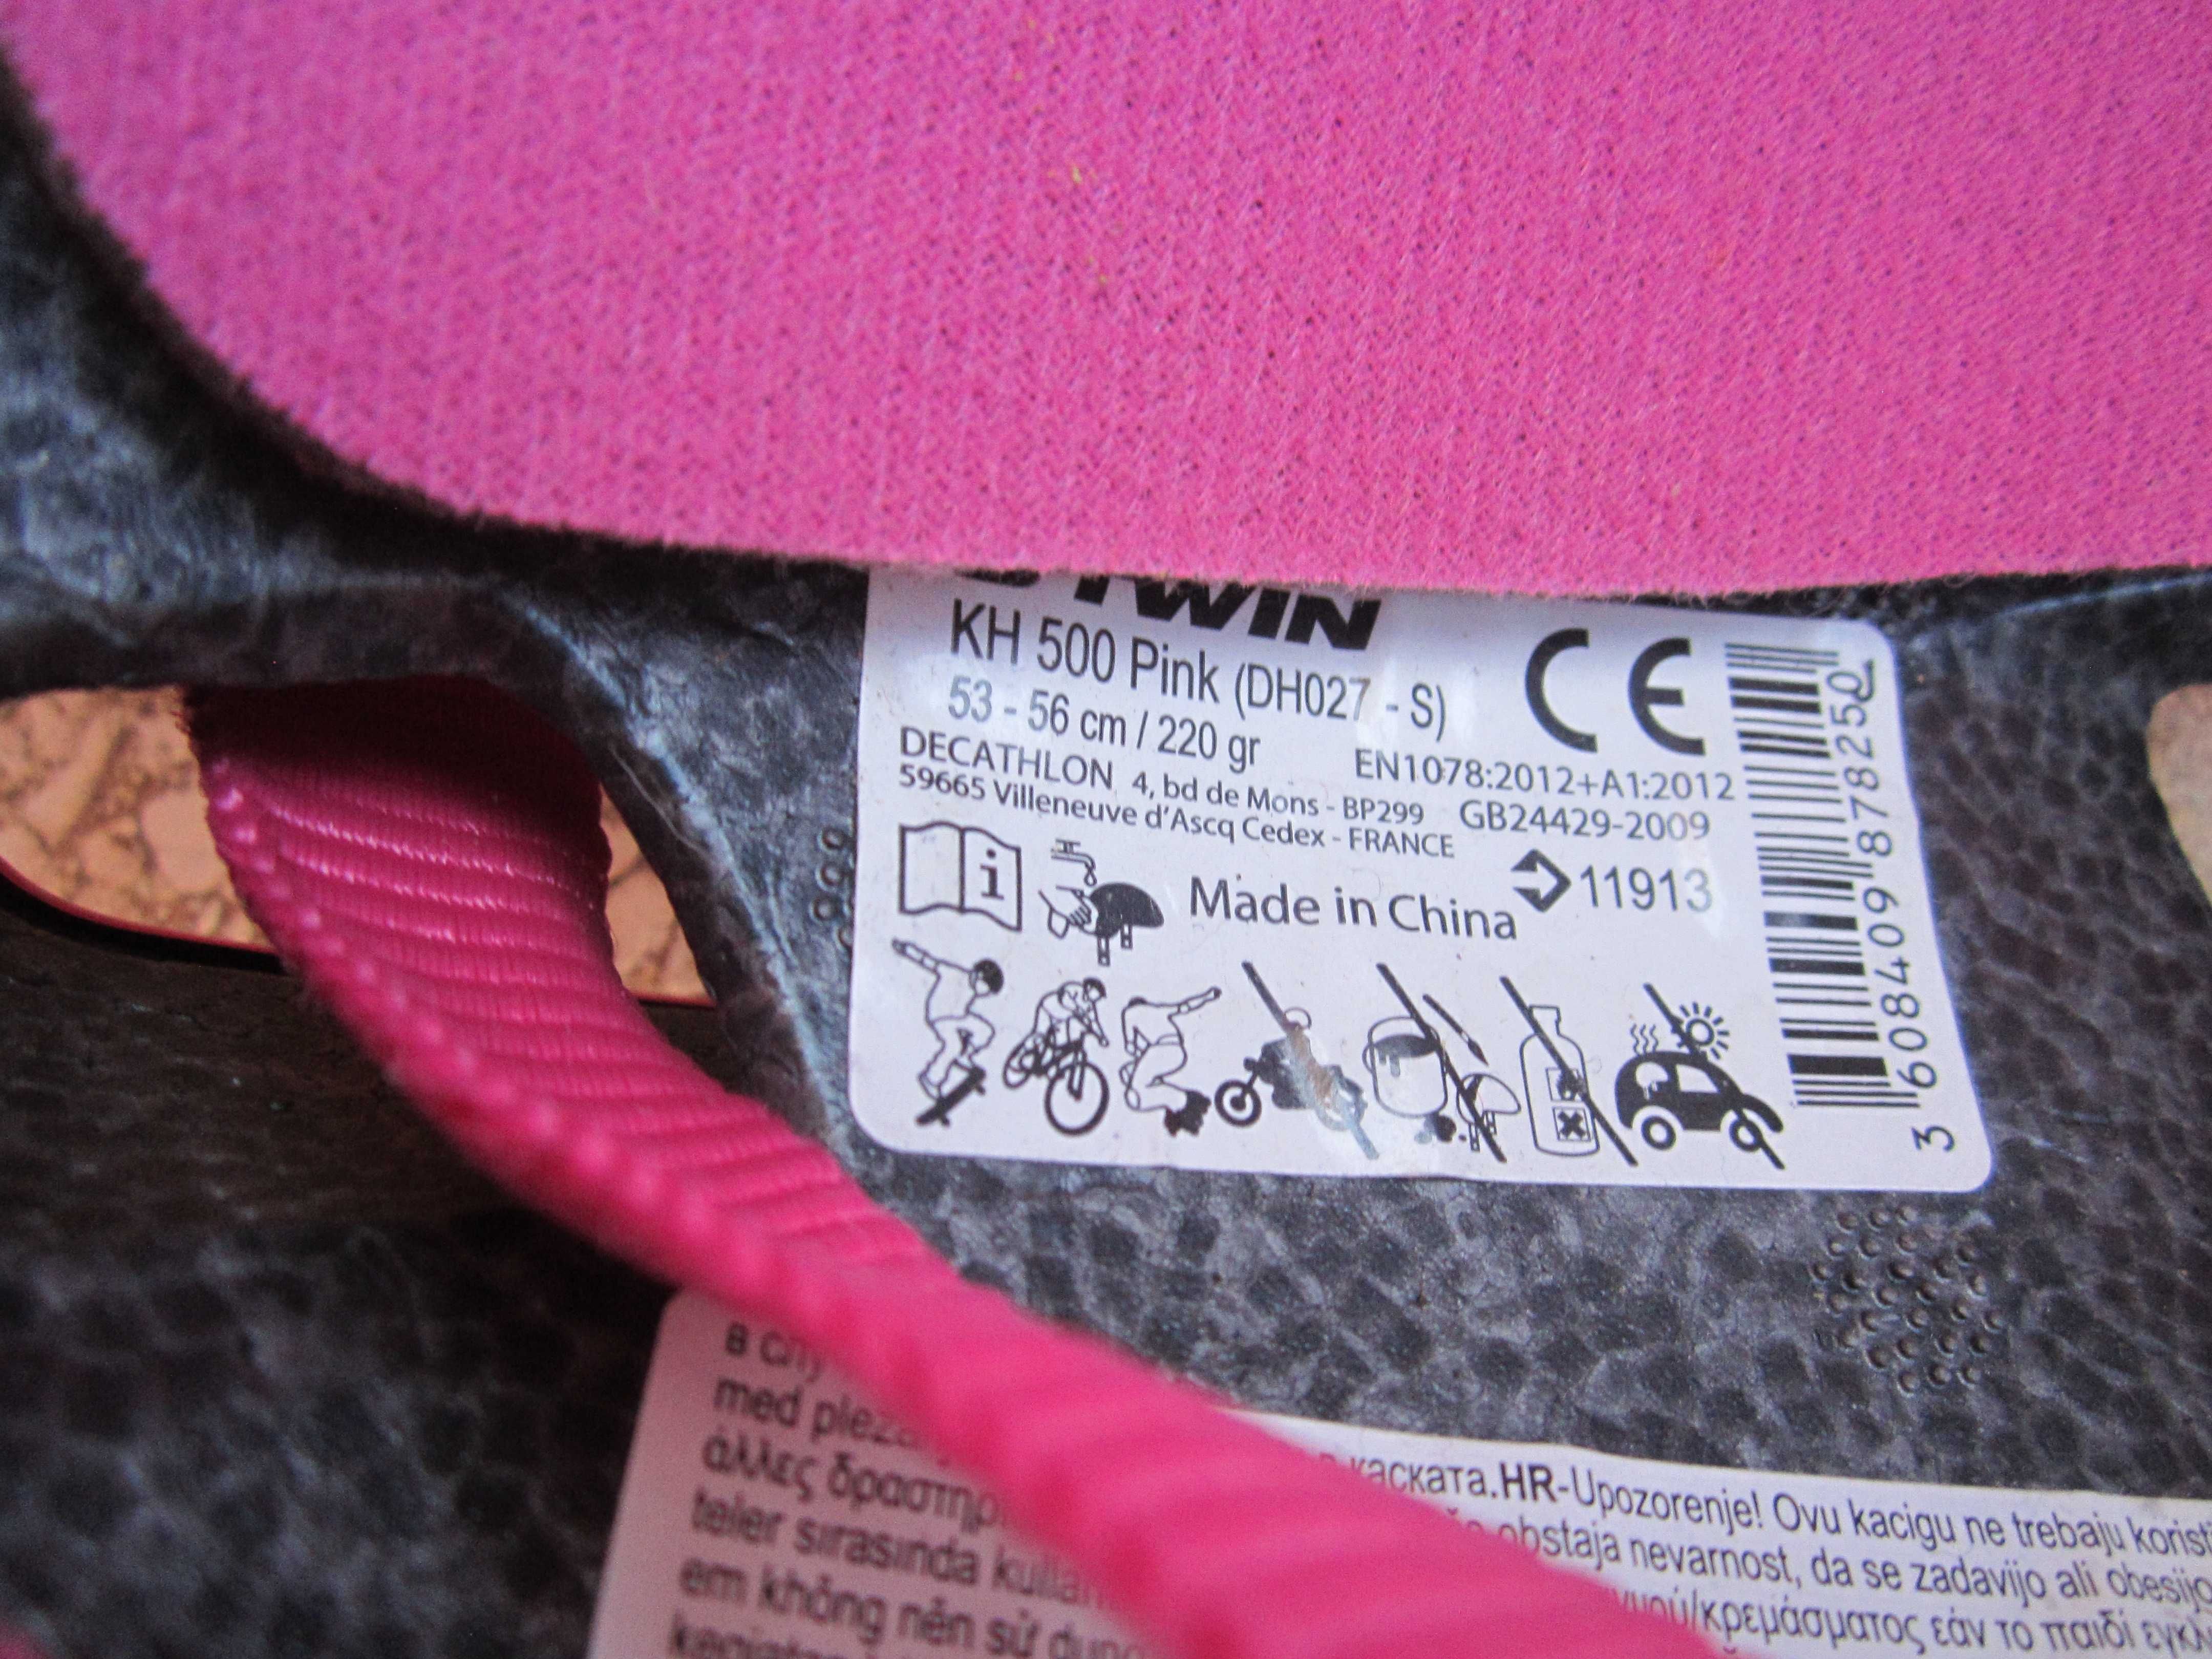 TWIN
KH 500 Pink (DH027 - S)
53 - 56 cm / 220 gr
CE
EN1078:2012+A1:2012
DECATHLON 4, bd de Mons - BP299
GB24429-2009
59665 Villeneuve d'Ascq Cedex - FRANCE
i
Made in China
11913
3 608409 878250
в
med
άλλες
teler sırasında
em không nên sử
каската.HR-Upozorenje! Ovu kacigu ne trebaju
obstaja nevarnost, da se zadavijo ali
εάν το παιδί